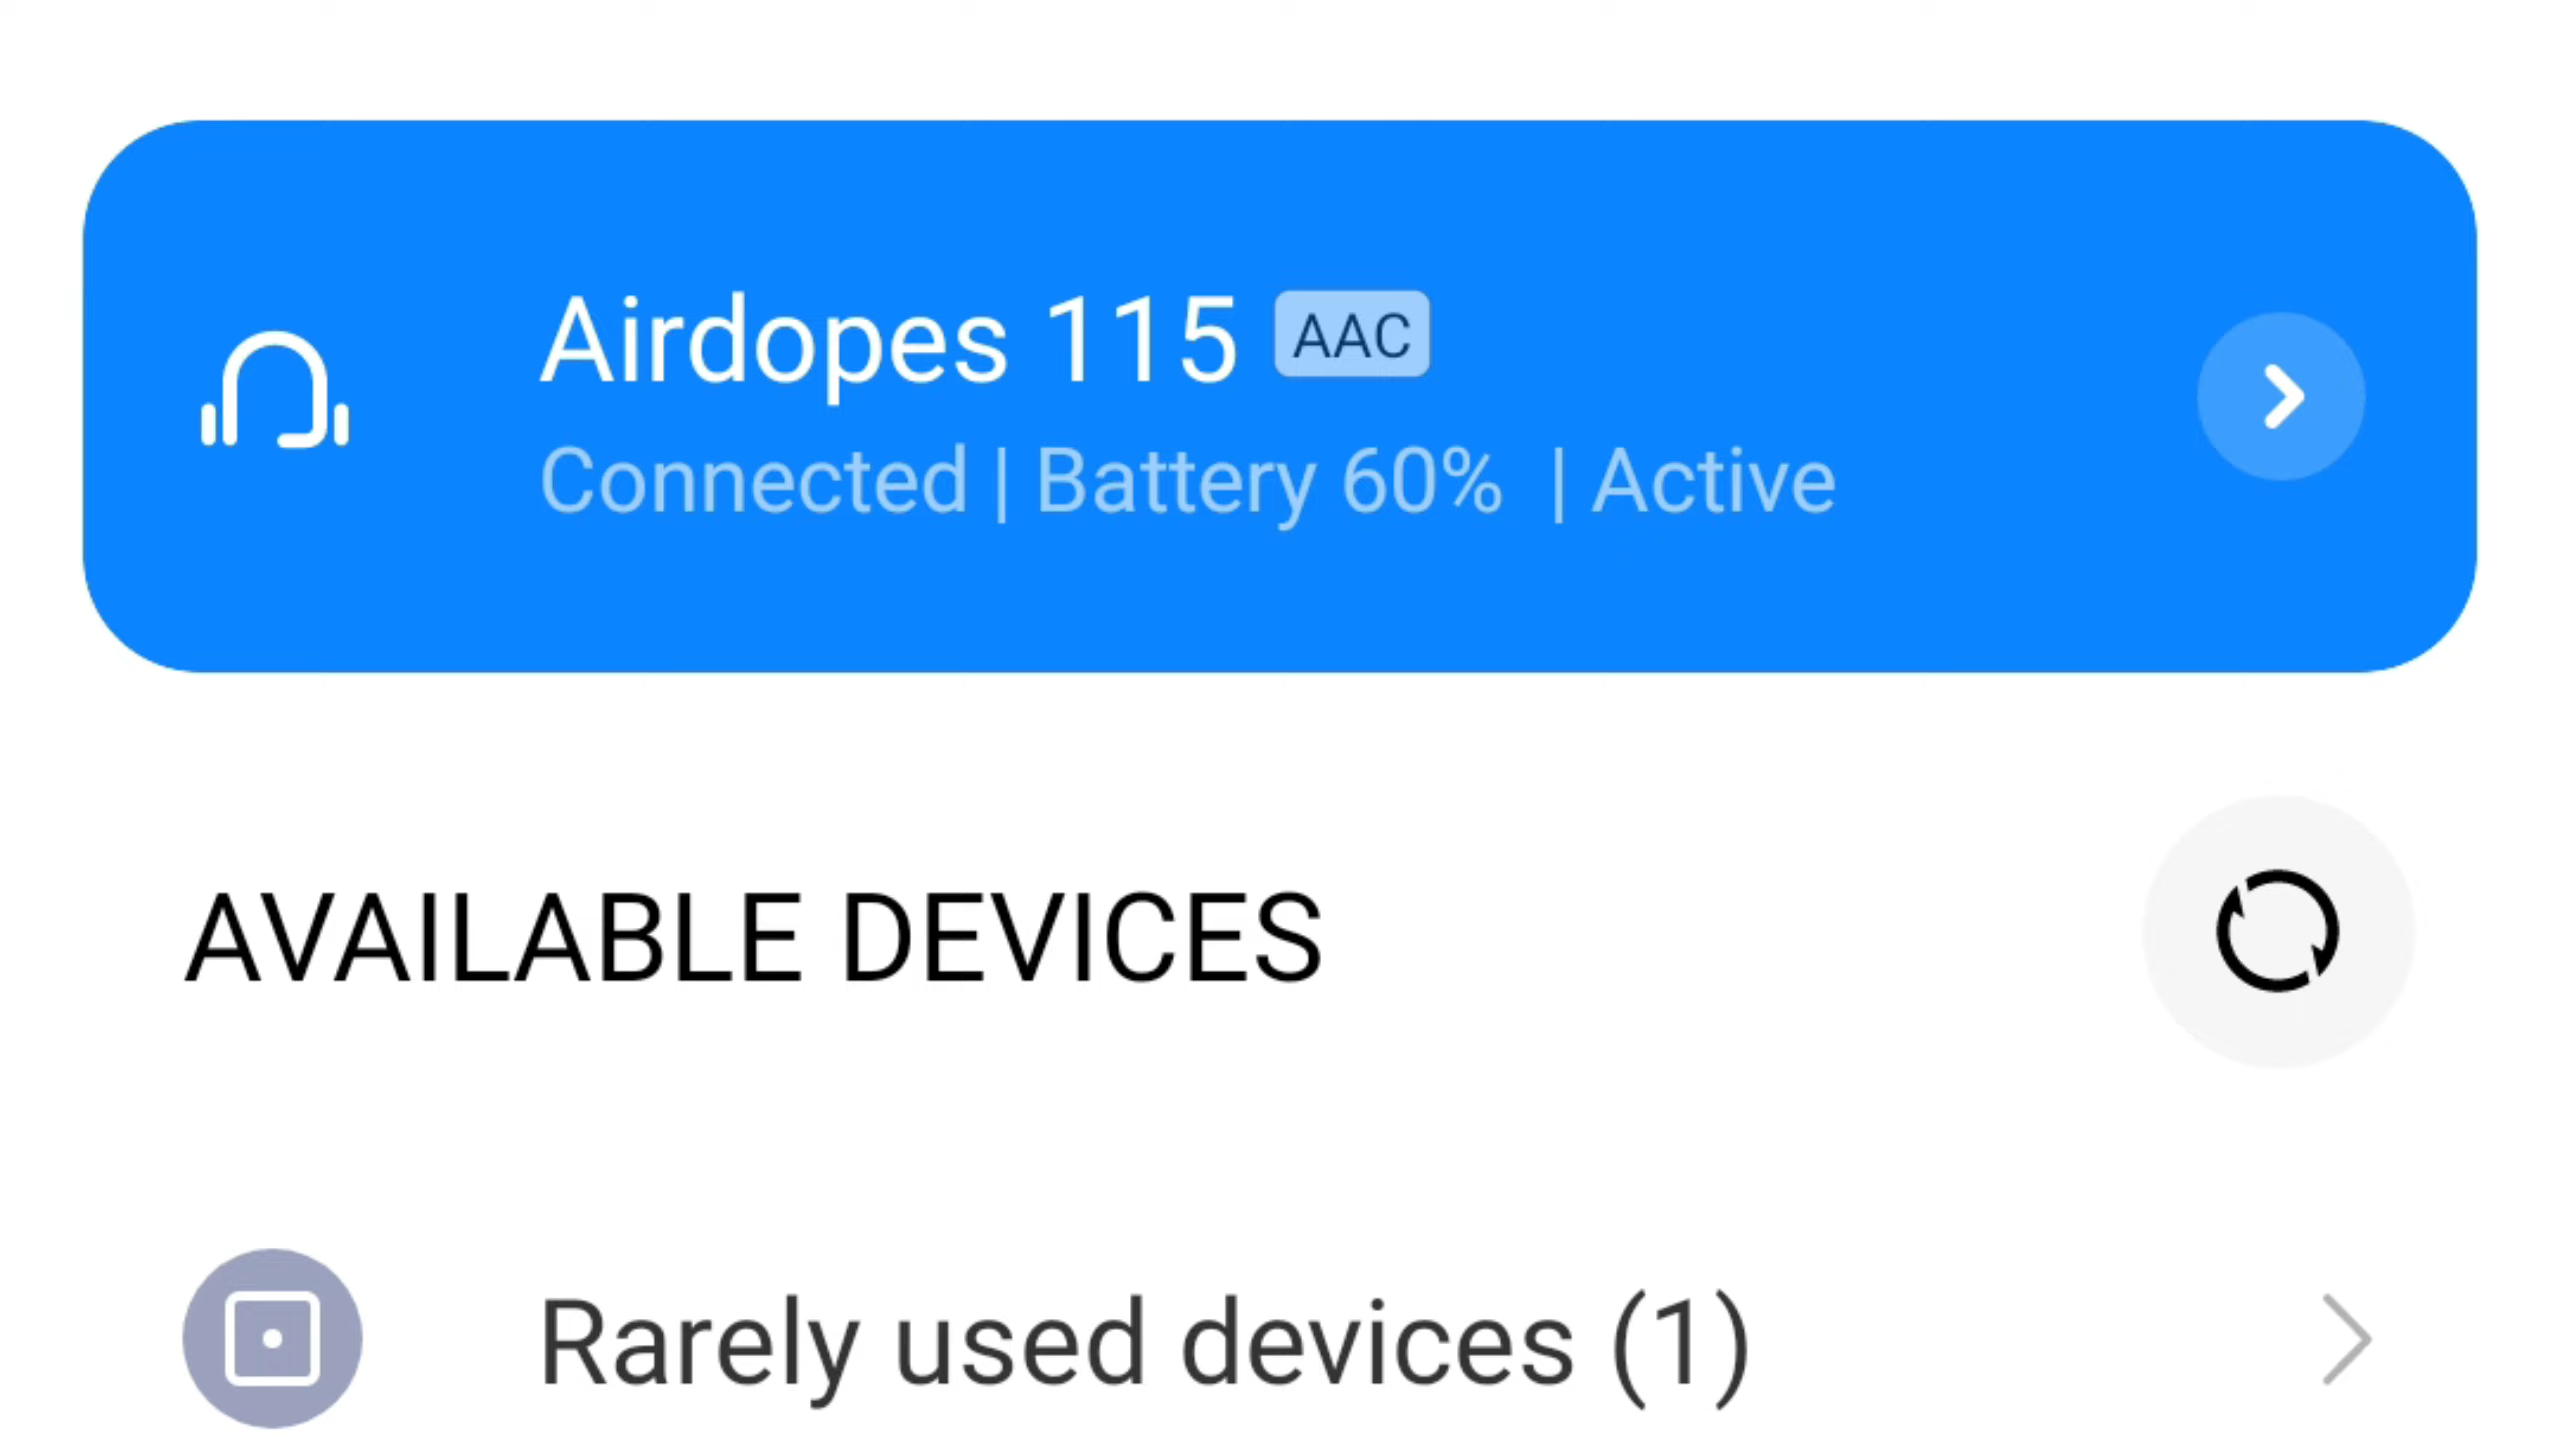 Airdopes 115 AAC
Connected | Battery 60% | Active
AVAILABLE DEVICES
Rarely used devices (1)